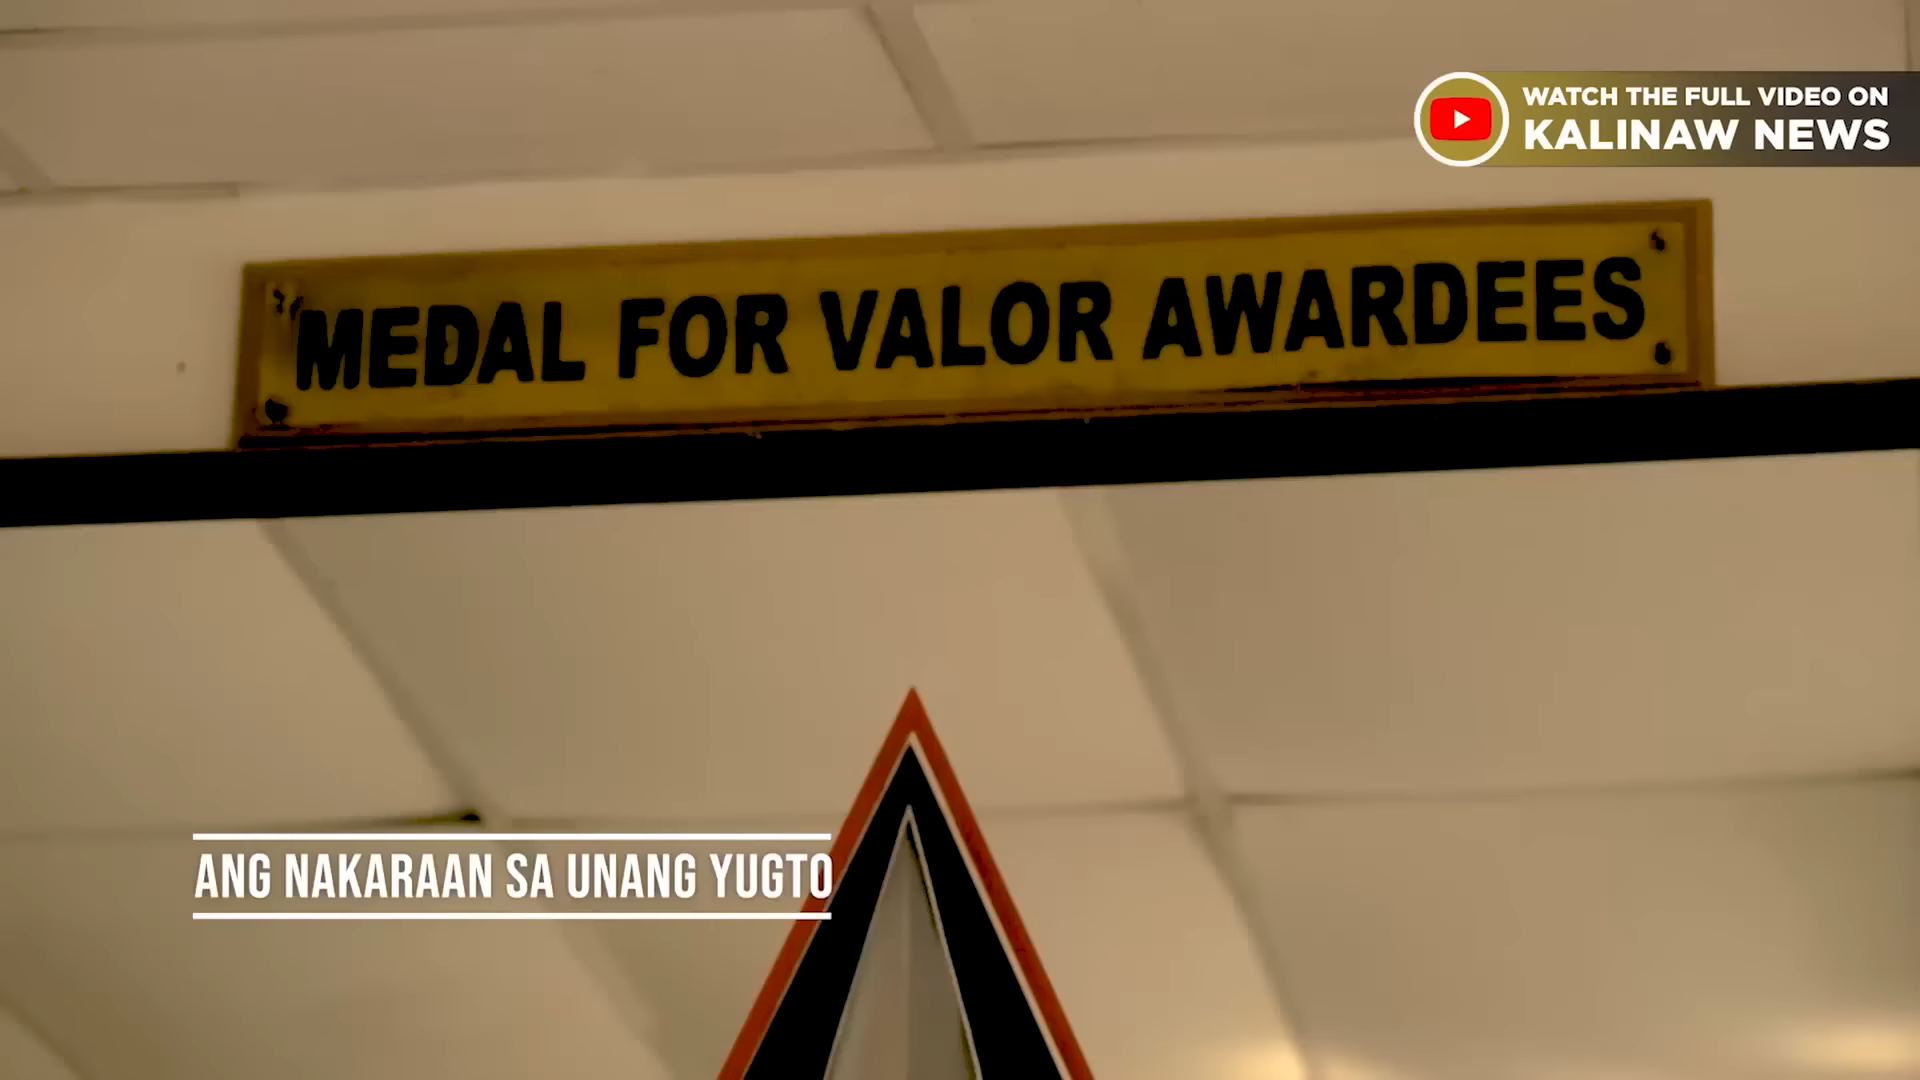 WATCH THE FULL VIDEO ON
KALINAW NEWS
MEDAL FOR VALOR AWARDEES
ANG NAKARAAN SA UNANG YUGTO